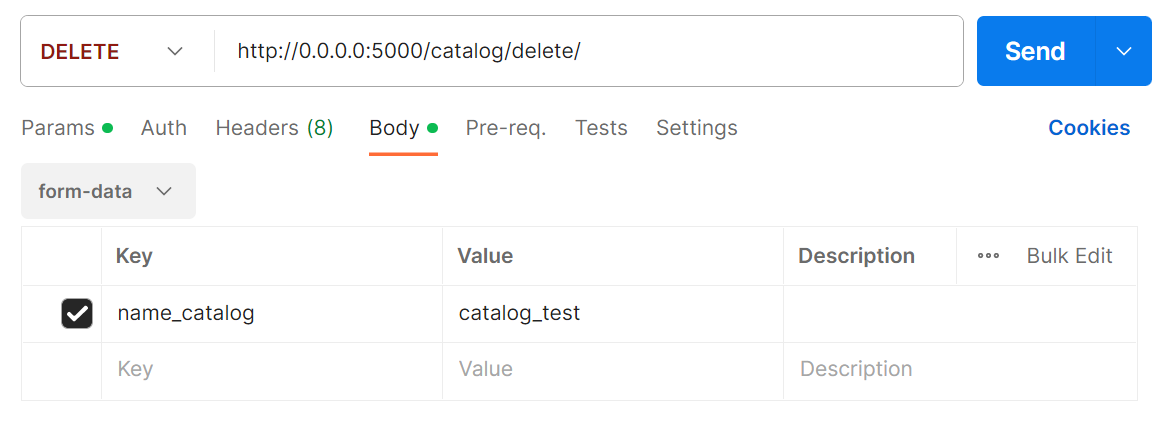 DELETE http://0.0.0.0:5000/catalog/delete/ Send
Params Auth Headers (8) Body Pre-req. Tests Settings Cookies
form-data
Key Value Description Bulk Edit
name_catalog catalog_test
Key Value Description